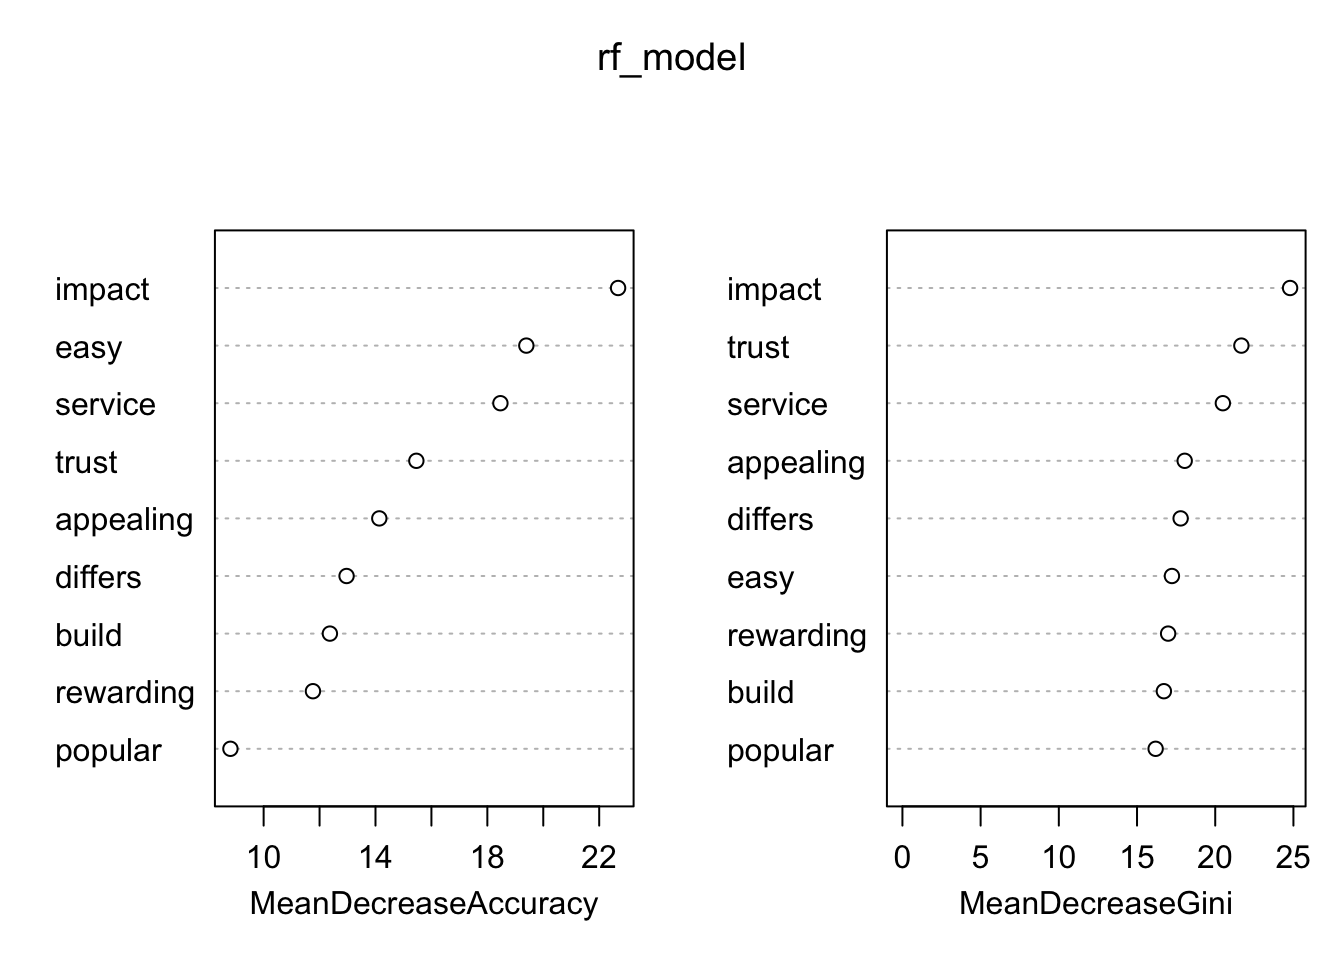 rf_model
impact
easy
service
trust
appealing
differs
build
rewarding
popular
10 14 18 22
MeanDecreaseAccuracy
impact
trust
service
appealing
differs
easy
rewarding
build
popular
0 5 10 15 20 25
MeanDecreaseGini